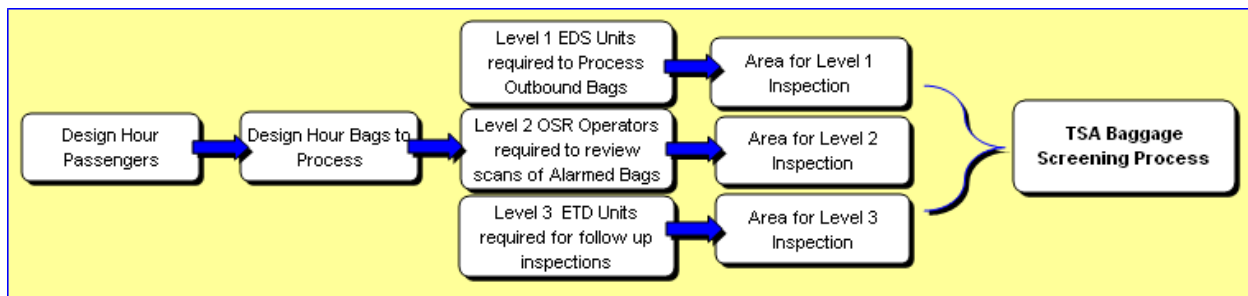 Design Hour
Passengers
Design Hour Bags to
Process
Level 1 EDS Units
required to Process
Outbound Bags
Area for Level 1
Inspection
Level 2 OSR Operators
required to review
scans of Alarmed Bags
Area for Level 2
Inspection
Level 3 ETD Units
required for follow up
inspections
Area for Level 3
Inspection
TSA Baggage
Screening Process